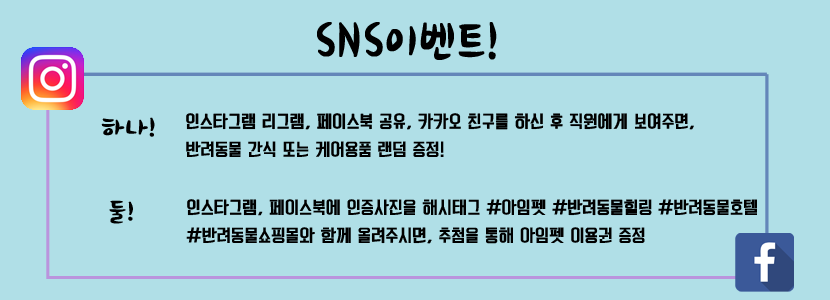 SNS이벤트!
하나!
인스타그램 리그램, 페이스북 공유, 카카오 친구를 하신 후 직원에게 보여주면,
반려동물 간식 또는 케어용품 랜덤 증정!
둘!
인스타그램, 페이스북에 인증사진을 해시태그 #아임펫 #반려동물힐링 #반려동물호텔
#반려동물쇼핑몰와 함께 올려주시면, 추첨을 통해 아임펫 이용권 증정